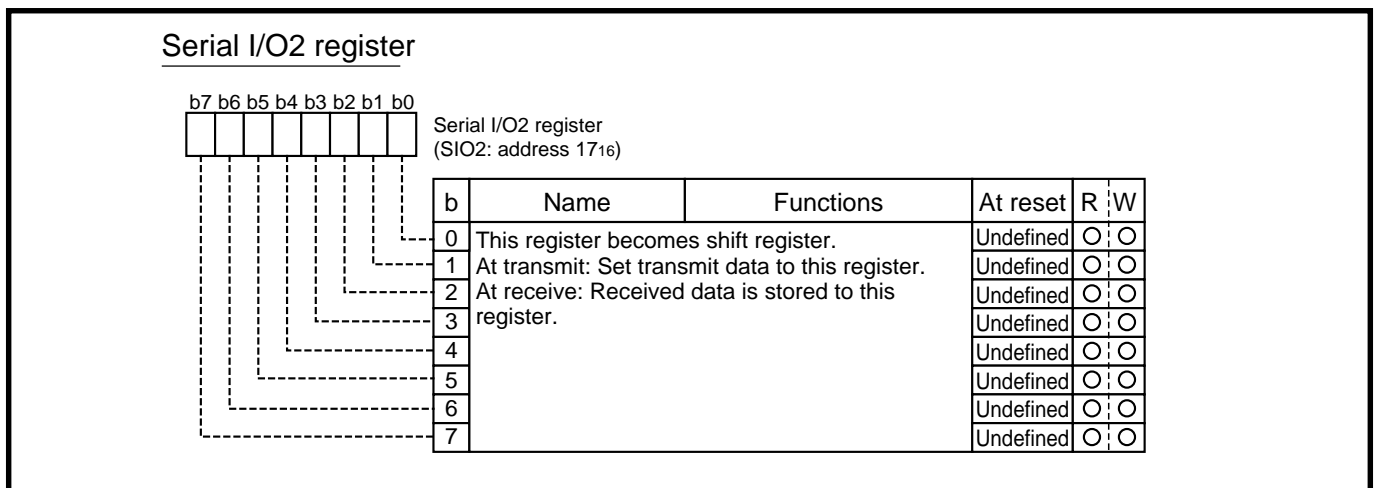 Serial I/O2 register
b7 b6 b5 b4 b3 b2 b1 b0
Serial I/O2 register
(SIO2: address 1716)
b Name Functions At reset R W
0 This register becomes shift register. Undefined O O
1 At transmit: Set transmit data to this register. Undefined O O
2 At receive: Received data is stored to this Undefined O O
3 register. Undefined O O
4 Undefined O O
5 Undefined O O
6 Undefined O O
7 Undefined O O